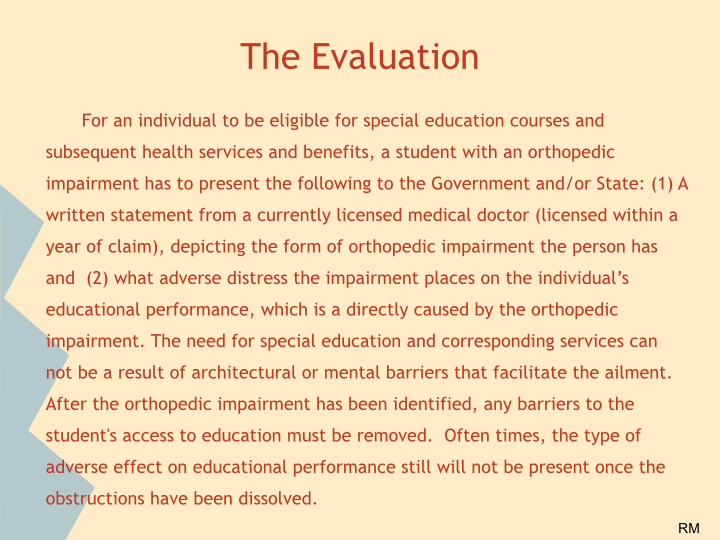 The Evaluation
For an individual to be eligible for special education courses and
subsequent health services and benefits, a student with an orthopedic
impairment has to present the following to the Government and/or State: (1) A
written statement from a currently licensed medical doctor (licensed within a
year of claim), depicting the form of orthopedic impairment the person has
and  (2) what adverse distress the impairment places on the individual’s
educational performance, which is a directly caused by the orthopedic
impairment. The need for special education and corresponding services can
not be a result of architectural or mental barriers that facilitate the ailment.
After the orthopedic impairment has been identified, any barriers to the
student's access to education must be removed.  Often times, the type of
adverse effect on educational performance still will not be present once the
obstructions have been dissolved.
RM